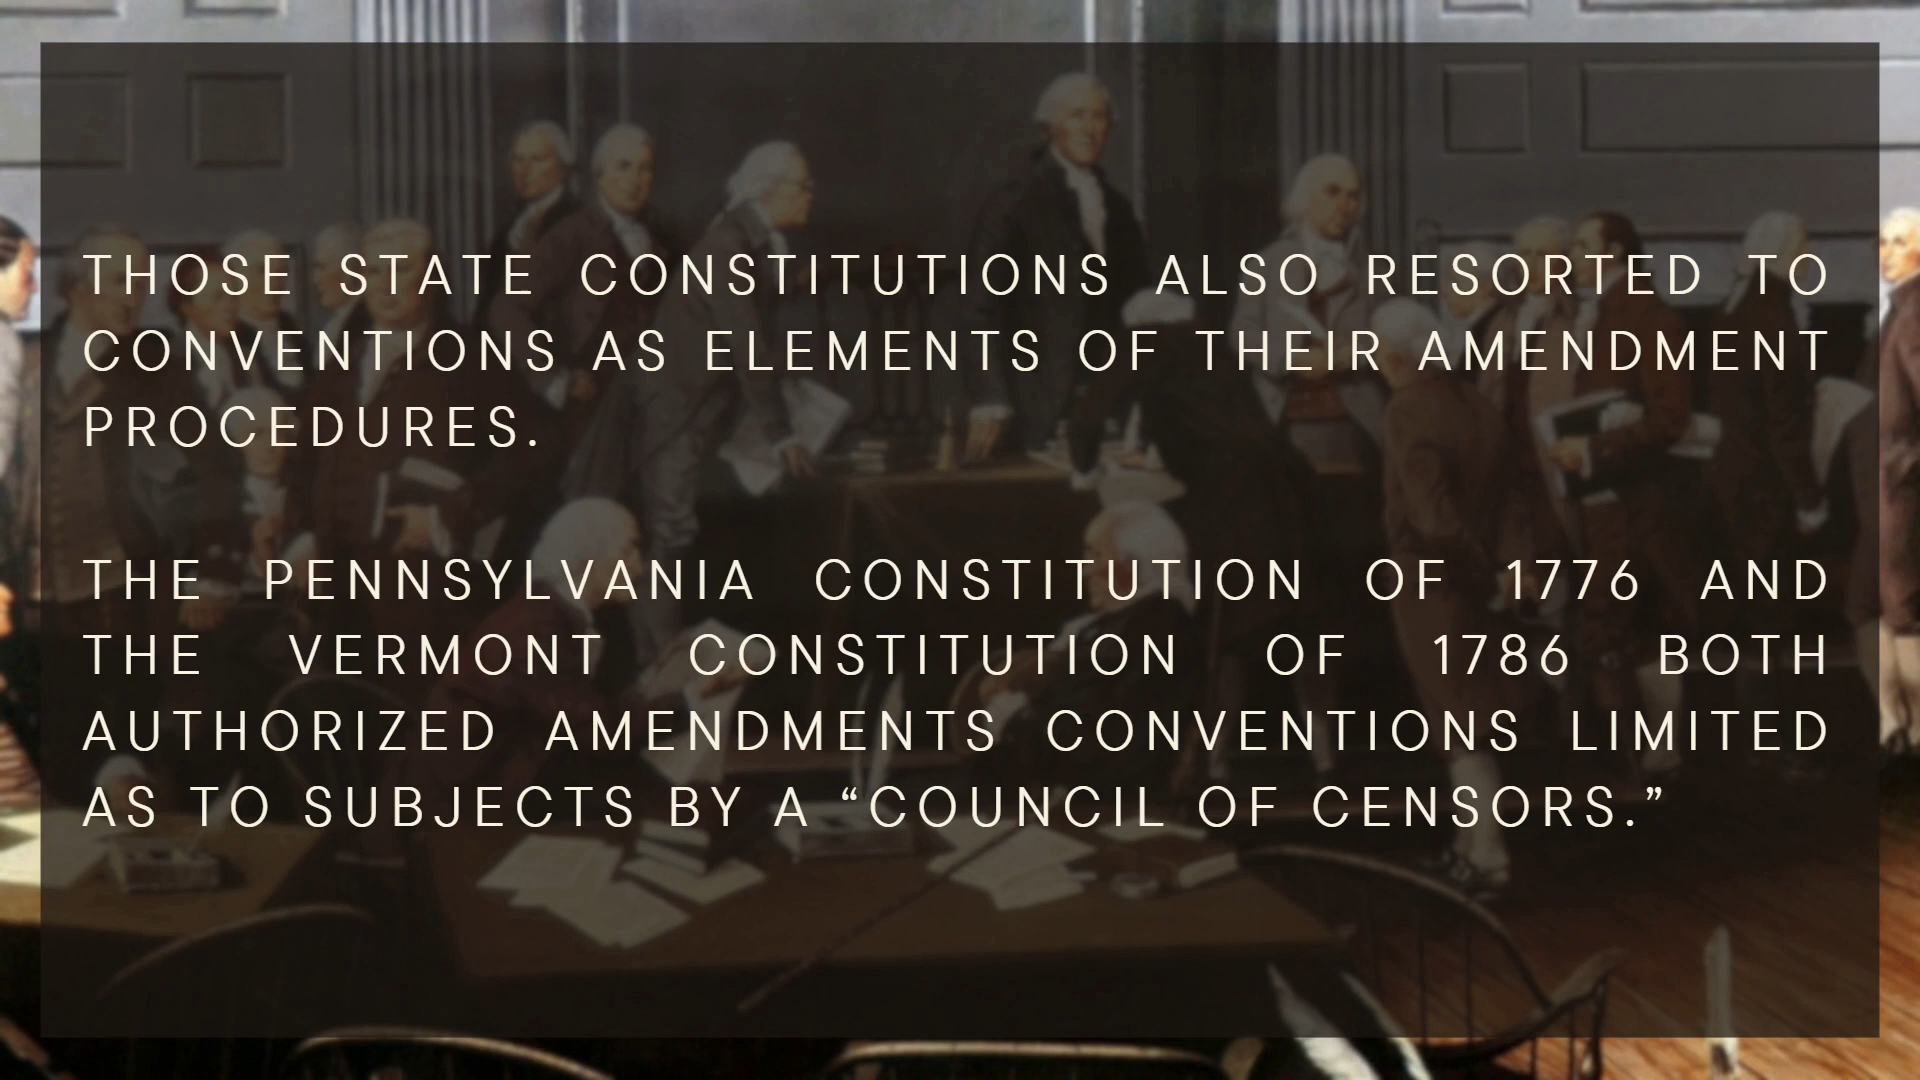 THOSE STATE CONSTITUTIONS ALSO RESORTED TO
CONVENTIONS AS ELEMENTS OF THEIR AMENDMENT
PROCEDURES.
THE PENNSYLVANIA CONSTITUTION OF 1776 AND
THE VERMONT CONSTITUTION OF 1786 BOTH
AUTHORIZED AMENDMENTS CONVENTIONS LIMITED
AS TO SUBJECTS BY A “COUNCIL OF CENSORS.”